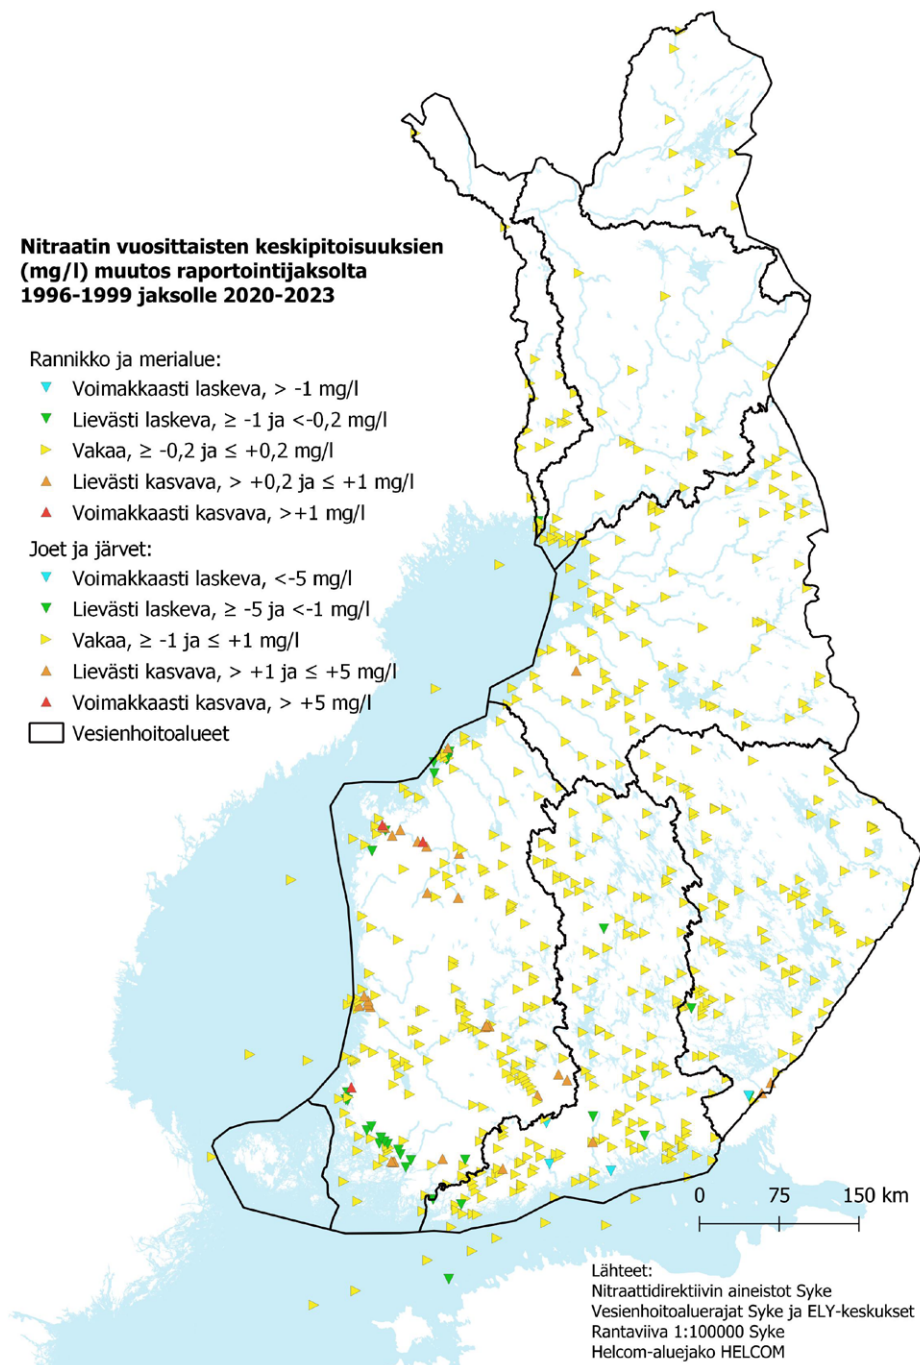 Nitraatin vuosittaisten keskipitoisuuksien
(mg/l) muutos raportointijaksolta
1996-1999 jaksolle 2020-2023
Rannikko ja merialue:
Voimakkaasti laskeva, > -1 mg/l
Lievästi laskeva, ≥ -1 ja <-0,2 mg/l
Vakaa, ≥ -0,2 ja ≤ +0,2 mg/l
Lievästi kasvava, > +0,2 ja ≤ +1 mg/l
Voimakkaasti kasvava, >+1 mg/l
Joet ja järvet:
Voimakkaasti laskeva, <-5 mg/l
Lievästi laskeva, ≥ -5 ja <-1 mg/l
Vakaa, ≥ -1 ja ≤ +1 mg/l
Lievästi kasvava, > +1 ja ≤ +5 mg/l
Voimakkaasti kasvava, > +5 mg/l
Vesienhoitoalueet
0 75 150 km
Lähteet:
Nitraattidirektiivin aineistot Syke
Vesienhoitoaluerajat Syke ja ELY-keskukset
Rantaviiva 1:100000 Syke
Helcom-aluejako HELCOM